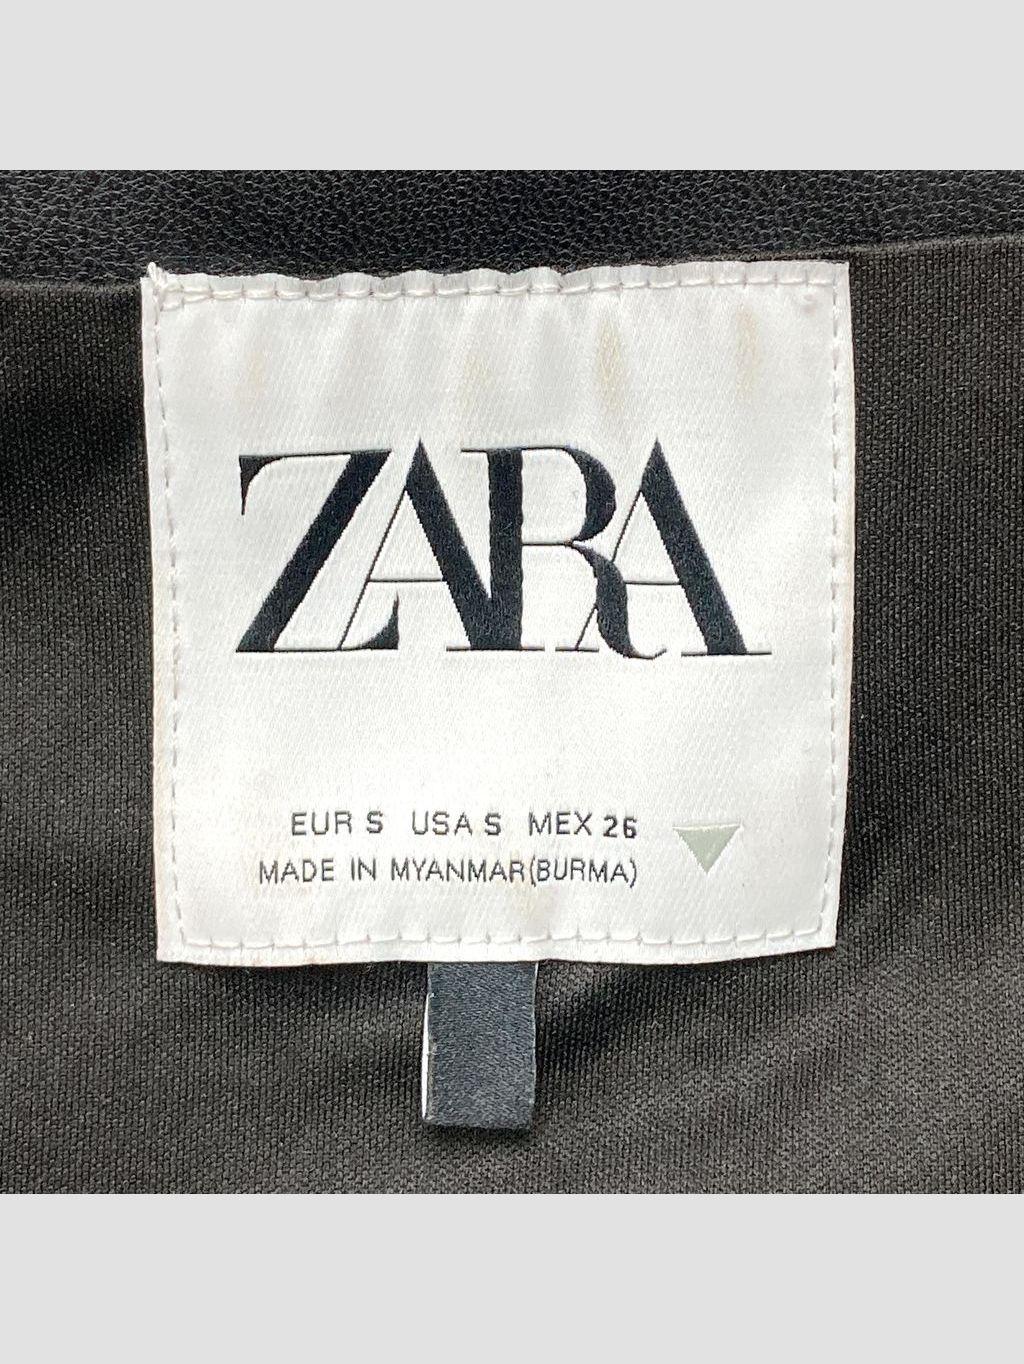 ZARA
EUR S USA S MEX 26
MADE IN MYANMAR(BURMA)